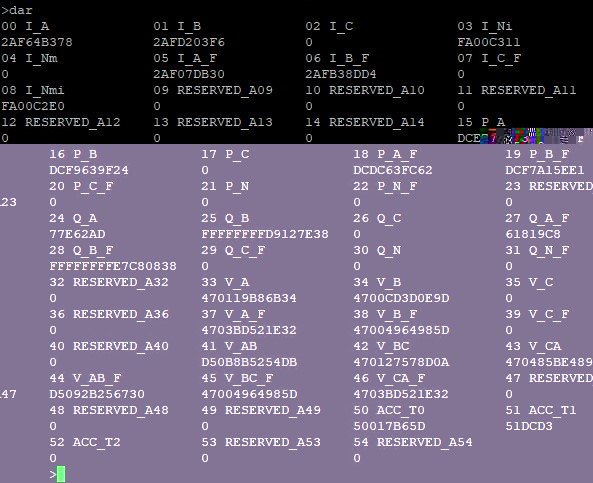 >dar
00 I_A 01 I_B 02 I_C 03 I_Ni
2AF64B378 2AFD203F6 0 FA00C311
04 I_Nm 05 I_A_F 06 I_B_F 07 I_C_F
0 2AF07DB30 2AFB38DD4 0
08 I_Nmi 09 RESERVED_A09 10 RESERVED_A10 11 RESERVED_A11
FA00C2E0 0 0 0
12 RESERVED_A12 13 RESERVED_A13 14 RESERVED_A14 15 P_A
0 0 0
16 P_B 17 P_C 18 P_A_F 19 P_B_F
DCF9639F24 0 DCDC63FC62 DCF7A15EE1
20 P_C_F 21 P_N 22 P_N_F 23 RESERVED
A23 0 0 0 0
24 Q_A 25 Q_B 26 Q_C 27 Q_A_F
77E62AD FFFFFFFFD9127E38 0 61819C8
28 Q_B_F 29 Q_C_F 30 Q_N 31 Q_N_F
FFFFFFFFE7C80838 0 0 0
32 RESERVED_A32 33 V_A 34 V_B 35 V_C
0 470119B86B34 4700CD3D0E9D 0
36 RESERVED_A36 37 V_A_F 38 V_B_F 39 V_C_F
0 4703BD521E32 47004964985D 0
40 RESERVED_A40 41 V_AB 42 V_BC 43 V_CA
0 D50B8B5254DB 470127578D0A 470485BE489
44 V_AB_F 45 V_BC_F 46 V_CA_F 47 RESERVED
A47 D5092B256730 47004964985D 4703BD521E32 0
48 RESERVED_A48 49 RESERVED_A49 50 ACC_T0 51 ACC_T1
0 0 50017B65D 51DCD3
52 ACC_T2 53 RESERVED_A53 54 RESERVED_A54
0 0 0
>